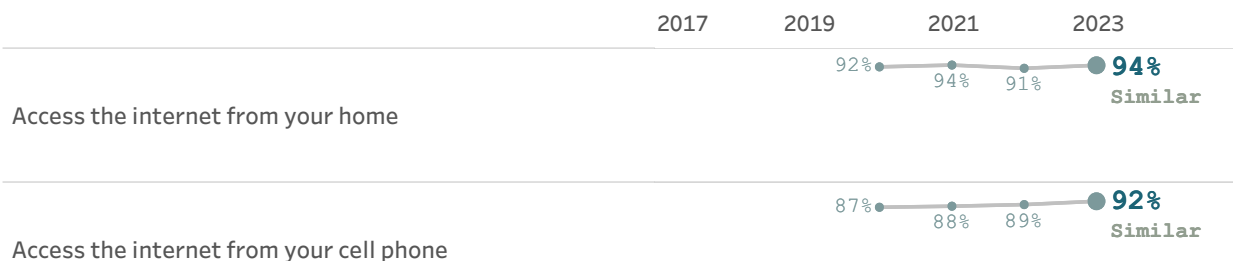 2017 2019 2021 2023
92% 94% 91% 94%
Similar
Access the internet from your home
87% 88% 89% 92%
Similar
Access the internet from your cell phone